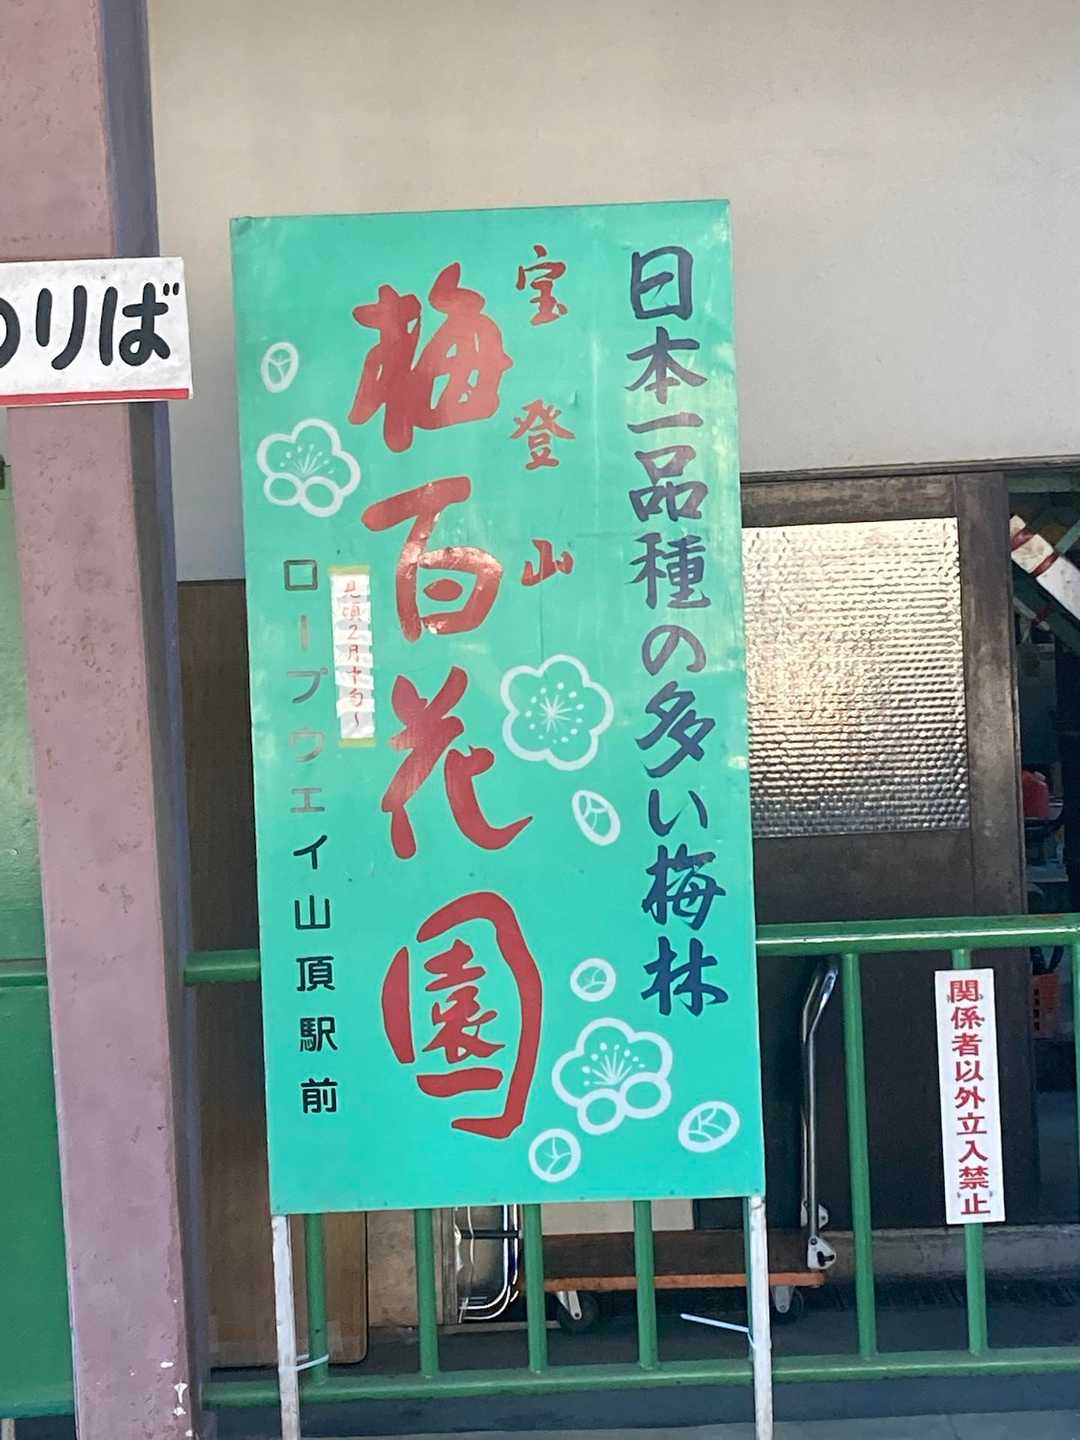 のりば
日本一品種の多い梅林
宝登山
梅百花園
見頃2月下旬~
ロープウェイ山頂駅前
関係者以外立入禁止